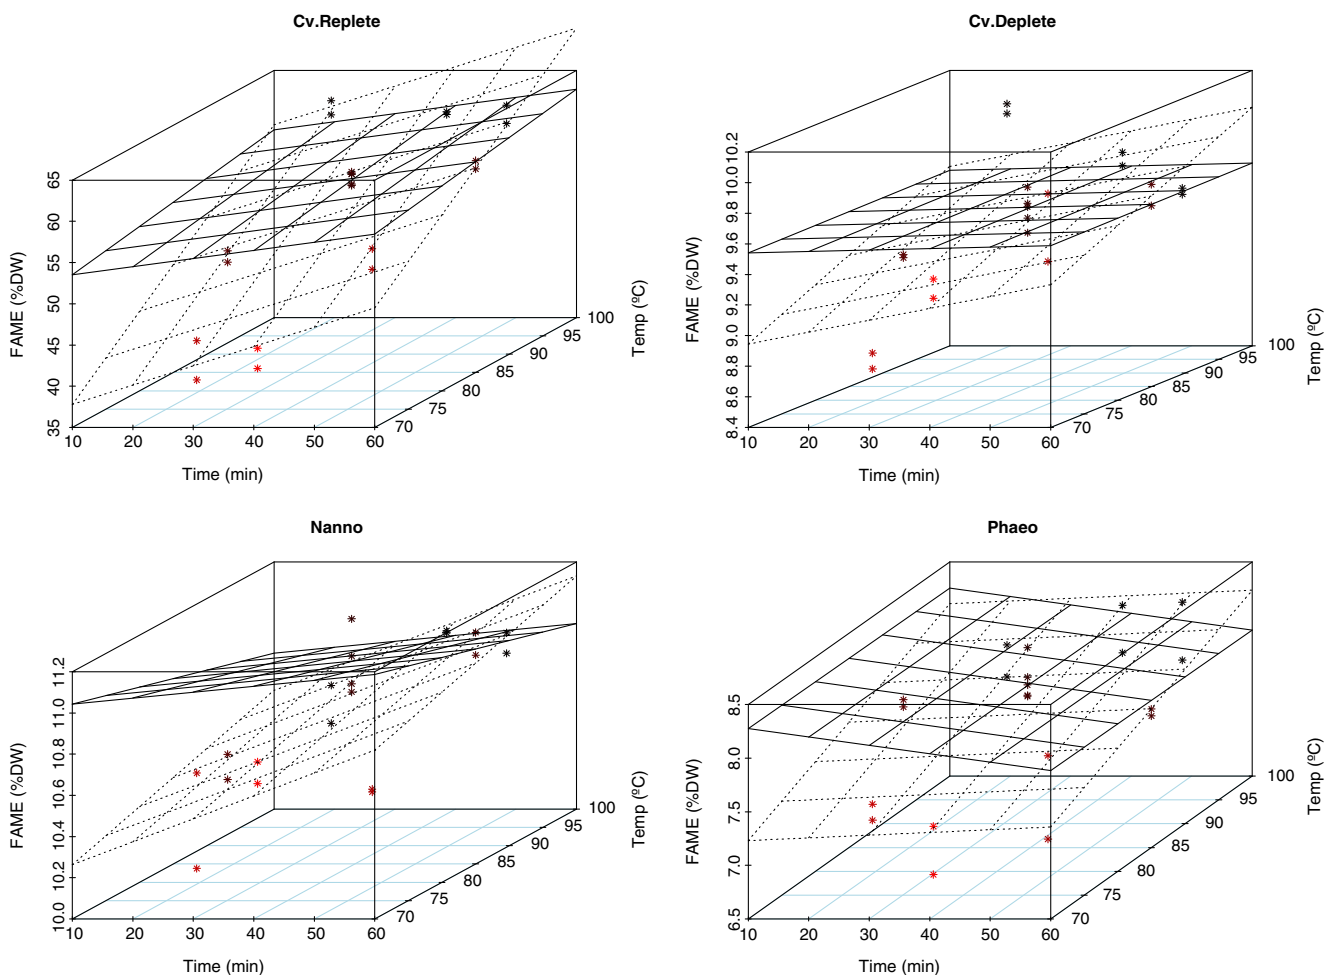 Cv.Replete
FAME (%DW)
35 40 45 50 55 60 65
10 20 30 40 50 60
Time (min)
70 75 80 85 90 95 100
Temp (ºC)
Cv.Deplete
FAME (%DW)
8.4 8.6 8.8 9.0 9.2 9.4 9.6 9.8 10.0 10.2
10 20 30 40 50 60
Time (min)
70 75 80 85 90 95 100
Temp (ºC)
Nanno
FAME (%DW)
10.0 10.2 10.4 10.6 10.8 11.0 11.2
10 20 30 40 50 60
Time (min)
70 75 80 85 90 95 100
Temp (ºC)
Phaeo
FAME (%DW)
6.5 7.0 7.5 8.0 8.5
10 20 30 40 50 60
Time (min)
70 75 80 85 90 95 100
Temp (ºC)